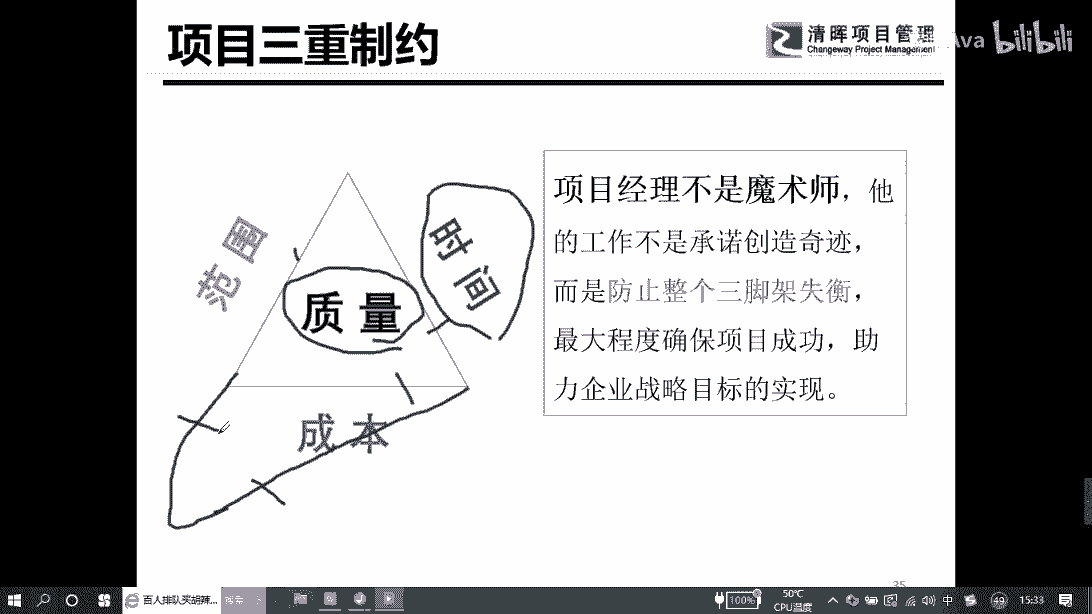 项目三重制约
清晖项目管理
Changeway Project Management
Ava
bilibili
范围
时间
质量
成本
项目经理不是魔术师，他
的工作不是承诺创造奇迹，
而是防止整个三脚架失衡，
最大程度确保项目成功，助
力企业战略目标的实现。
35
百人排队买胡辣...
搜索
100%
50℃
CPU温度
中
49
15:33